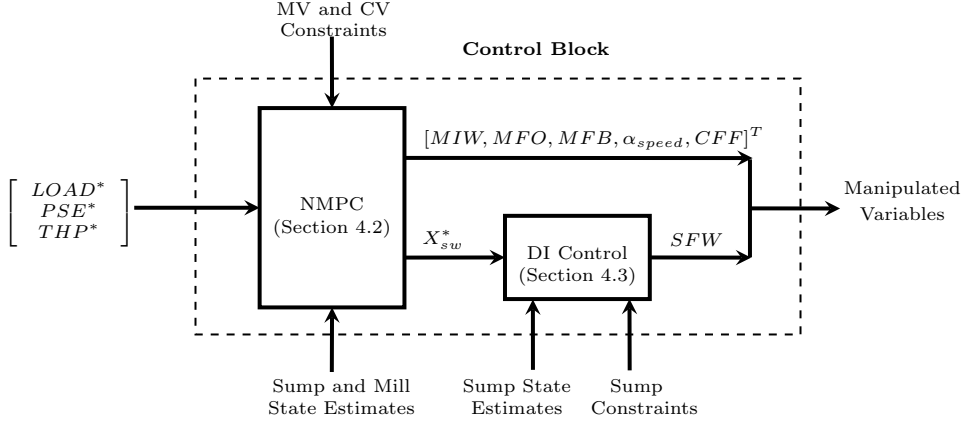 MV and CV
Constraints
Control Block
[MIW, MFO, MFB, α_speed, CFF]^T
LOAD*
PSE*
THP*
NMPC
(Section 4.2)
Manipulated
Variables
X*_sw
DI Control
(Section 4.3)
SFW
Sump and Mill
State Estimates
Sump State
Estimates
Sump
Constraints